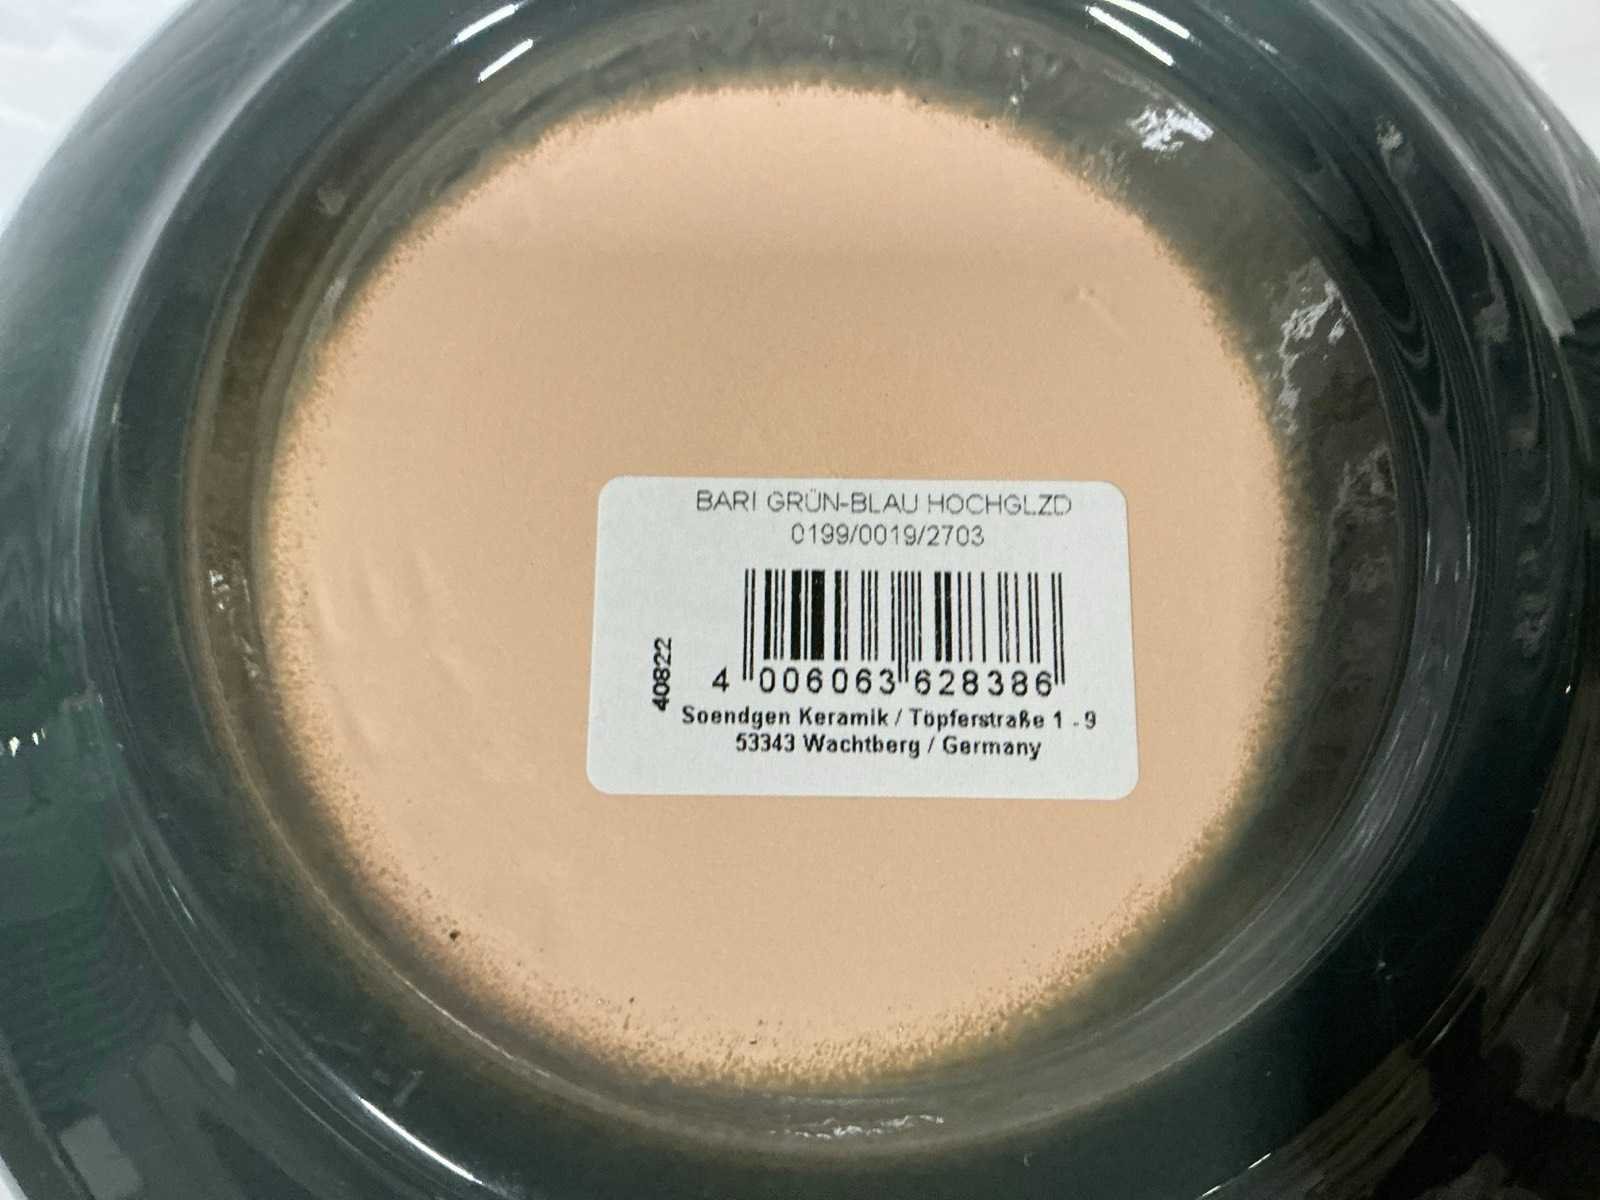 BARI GRÜN-BLAU HOCHGLZD
0199/0019/2703
40822
4 006063 628386
Soendgen Keramik / Töpferstraße 1 - 9
53343 Wachtberg / Germany